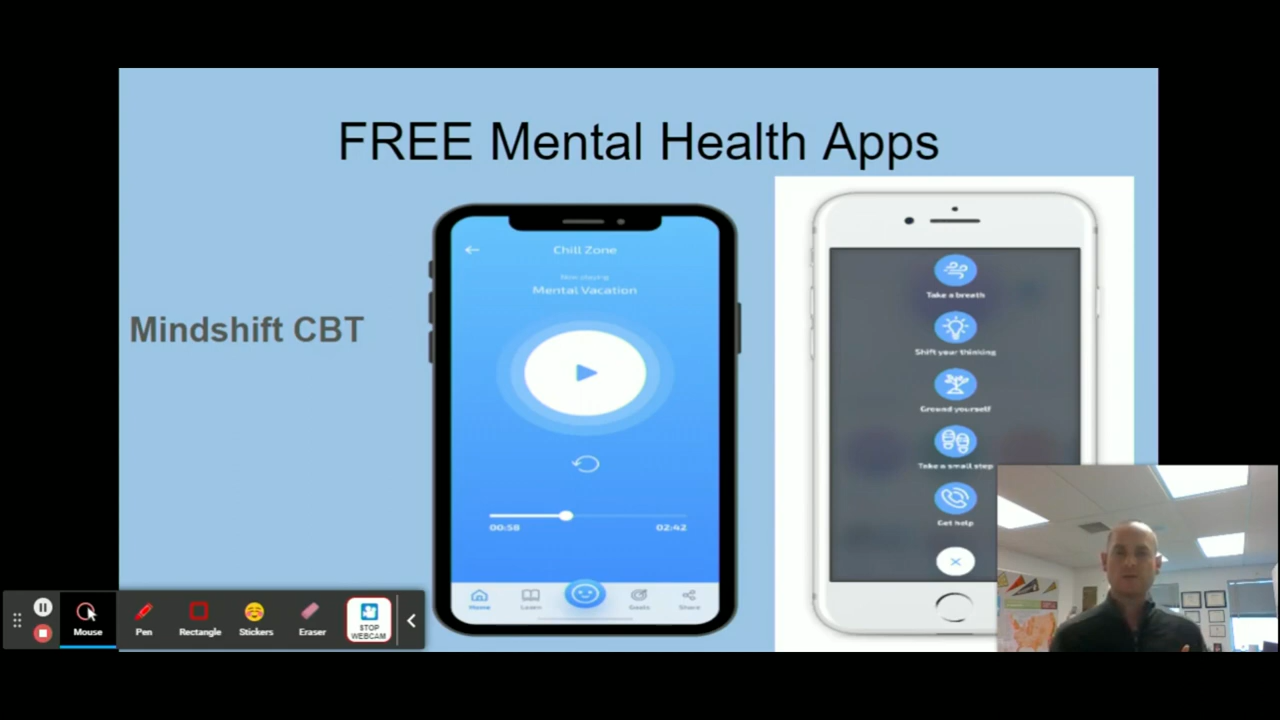 FREE Mental Health Apps
Mindshift CBT
Chill Zone
Now playing
Mental Vacation
00:58
02:42
Home
Learn
Goals
Share
Take a breath
Shift your thinking
Ground yourself
Take a small step
Get help
Mouse
Pen
Rectangle
Stickers
Eraser
STOP
WEBCAM